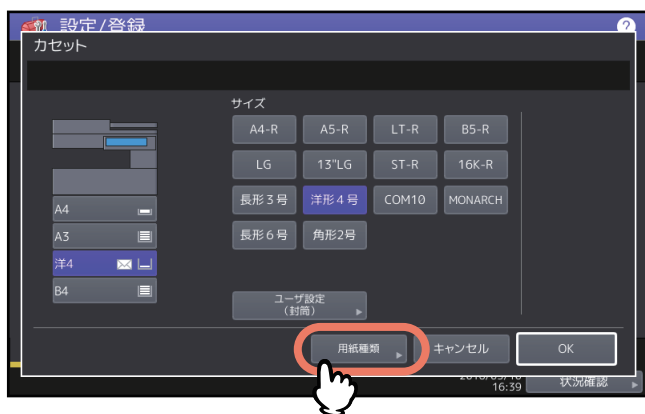 設定/登録
?
カセット
サイズ
A4-R A5-R LT-R B5-R
LG 13"LG ST-R 16K-R
長形3号 洋形4号 COM10 MONARCH
長形6号 角形2号
A4
A3
洋4
B4
ユーザ設定
(封筒)
用紙種類 キャンセル OK
16:39 状況確認